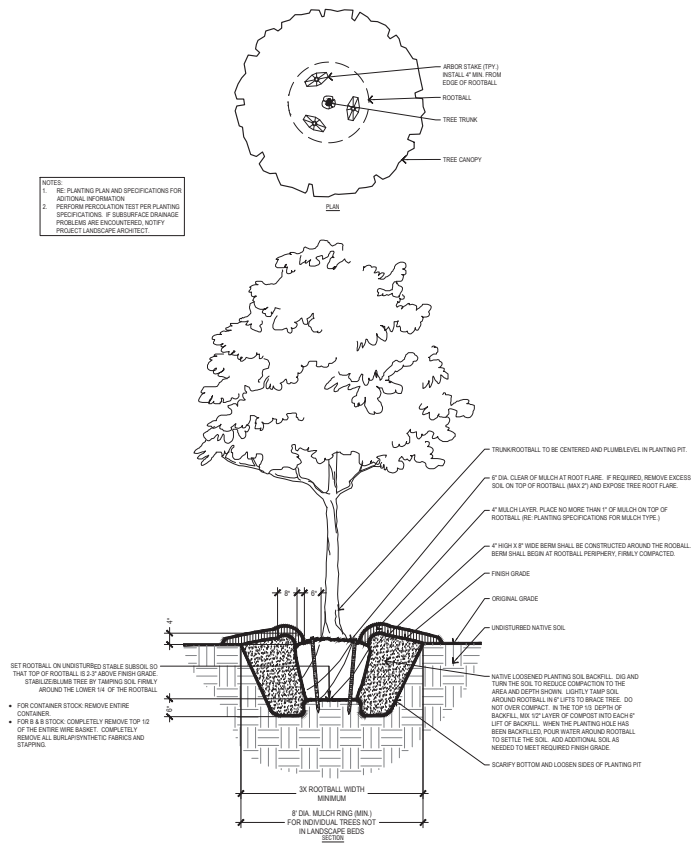 ARBOR STAKE (TPY.)
INSTALL 4" MIN. FROM
EDGE OF ROOTBALL
ROOTBALL
TREE TRUNK
TREE CANOPY
PLAN
NOTES:
1. RE: PLANTING PLAN AND SPECIFICATIONS FOR
ADITIONAL INFORMATION
2. PERFORM PERCOLATION TEST PER PLANTING
SPECIFICATIONS. IF SUBSURFACE DRAINAGE
PROBLEMS ARE ENCOUNTERED, NOTIFY
PROJECT LANDSCAPE ARCHITECT.
TRUNK/ROOTBALL TO BE CENTERED AND PLUMB/LEVEL IN PLANTING PIT.
6" DIA. CLEAR OF MULCH AT ROOT FLARE. IF REQUIRED, REMOVE EXCESS
SOIL ON TOP OF ROOTBALL (MAX 2") AND EXPOSE TREE ROOT FLARE.
4" MULCH LAYER. PLACE NO MORE THAN 1" OF MULCH ON TOP OF
ROOTBALL (RE: PLANTING SPECIFICATIONS FOR MULCH TYPE.)
4" HIGH X 8" WIDE BERM SHALL BE CONSTRUCTED AROUND THE ROOBALL.
BERM SHALL BEGIN AT ROOTBALL PERIPHERY, FIRMLY COMPACTED.
FINISH GRADE
ORIGINAL GRADE
UNDISTURBED NATIVE SOIL
8"
6"
4"
6"
SET ROOTBALL ON UNDISTURBED STABLE SUBSOIL SO
THAT TOP OF ROOTBALL IS 2-3" ABOVE FINISH GRADE.
STABILIZE/BLUMB TREE BY TAMPING SOIL FIRMLY
AROUND THE LOWER 1/4 OF THE ROOTBALL
• FOR CONTAINER STOCK: REMOVE ENTIRE
CONTAINER.
• FOR B & B STOCK: COMPLETELY REMOVE TOP 1/2
OF THE ENTIRE WIRE BASKET. COMPLETELY
REMOVE ALL BURLAP/SYNTHETIC FABRICS AND
STAPPING.
NATIVE LOOSENED PLANTING SOIL BACKFILL. DIG AND
TURN THE SOIL TO REDUCE COMPACTION TO THE
AREA AND DEPTH SHOWN. LIGHTLY TAMP SOIL
AROUND ROOTBALL IN 6" LIFTS TO BRACE TREE. DO
NOT OVER COMPACT. IN THE TOP 1/3 DEPTH OF
BACKFILL, MIX 1/2" LAYER OF COMPOST INTO EACH 6"
LIFT OF BACKFILL. WHEN THE PLANTING HOLE HAS
BEEN BACKFILLED, POUR WATER AROUND ROOTBALL
TO SETTLE THE SOIL. ADD ADDITIONAL SOIL AS
NEEDED TO MEET REQUIRED FINISH GRADE.
SCARIFY BOTTOM AND LOOSEN SIDES OF PLANTING PIT
3X ROOTBALL WIDTH
MINIMUM
8' DIA. MULCH RING (MIN.)
FOR INDIVIDUAL TREES NOT
IN LANDSCAPE BEDS
SECTION